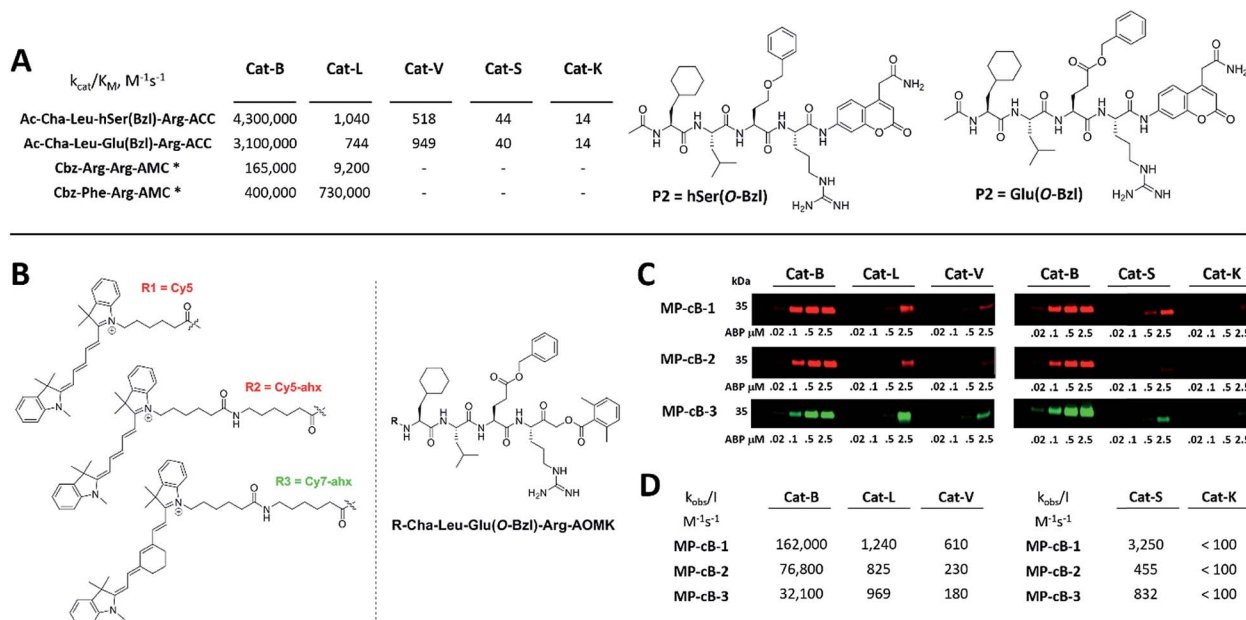 A
k_cat/K_M, M⁻¹s⁻¹ Cat-B Cat-L Cat-V Cat-S Cat-K
Ac-Cha-Leu-hSer(Bzl)-Arg-ACC 4,300,000 1,040 518 44 14
Ac-Cha-Leu-Glu(Bzl)-Arg-ACC 3,100,000 744 949 40 14
Cbz-Arg-Arg-AMC * 165,000 9,200 - - -
Cbz-Phe-Arg-AMC * 400,000 730,000 - - -
P2 = hSer(O-Bzl)
P2 = Glu(O-Bzl)
B
R1 = Cy5
R2 = Cy5-ahx
R3 = Cy7-ahx
R-Cha-Leu-Glu(O-Bzl)-Arg-AOMK
C
kDa Cat-B Cat-L Cat-V Cat-B Cat-S Cat-K
MP-cB-1 35 35
ABP µM .02 .1 .5 2.5 .02 .1 .5 2.5 .02 .1 .5 2.5 ABP µM .02 .1 .5 2.5 .02 .1 .5 2.5 .02 .1 .5 2.5
MP-cB-2 35 35
ABP µM .02 .1 .5 2.5 .02 .1 .5 2.5 .02 .1 .5 2.5 ABP µM .02 .1 .5 2.5 .02 .1 .5 2.5 .02 .1 .5 2.5
MP-cB-3 35 35
ABP µM .02 .1 .5 2.5 .02 .1 .5 2.5 .02 .1 .5 2.5 ABP µM .02 .1 .5 2.5 .02 .1 .5 2.5 .02 .1 .5 2.5
D
k_obs/I Cat-B Cat-L Cat-V k_obs/I Cat-S Cat-K
M⁻¹s⁻¹ M⁻¹s⁻¹
MP-cB-1 162,000 1,240 610 MP-cB-1 3,250 < 100
MP-cB-2 76,800 825 230 MP-cB-2 455 < 100
MP-cB-3 32,100 969 180 MP-cB-3 832 < 100